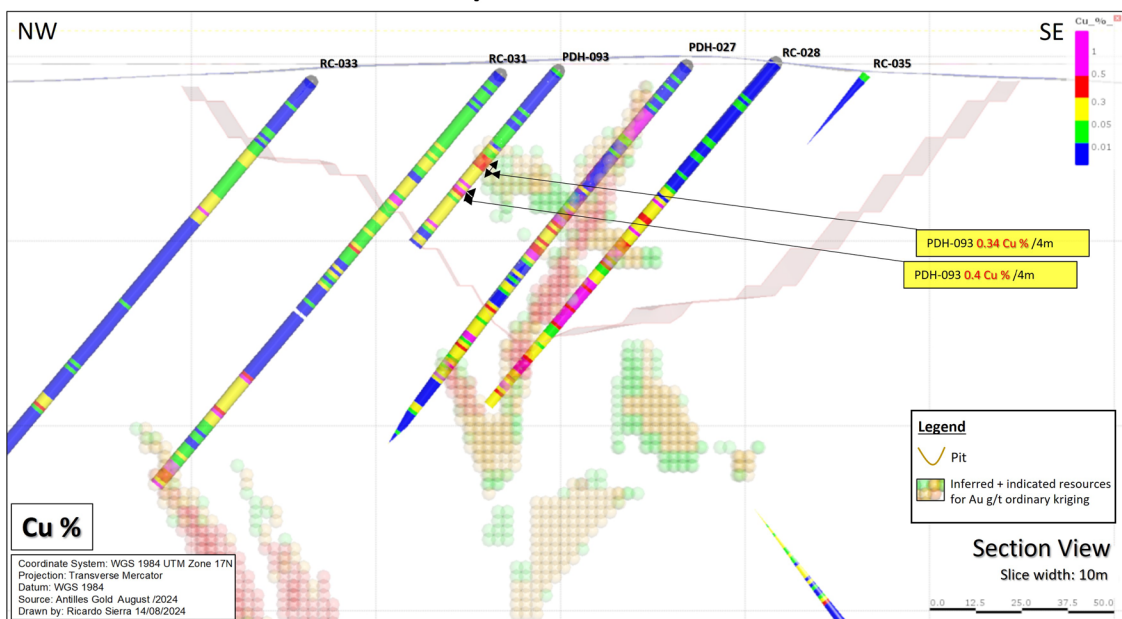 NW
SE
Cu_%_
1
0.5
0.3
0.05
0.01
RC-033
RC-031
PDH-093
PDH-027
RC-028
RC-035
PDH-093 0.34 Cu % /4m
PDH-093 0.4 Cu % /4m
Legend
Pit
Inferred + indicated resources
for Au g/t ordinary kriging
Cu %
Coordinate System: WGS 1984 UTM Zone 17N
Projection: Transverse Mercator
Datum: WGS 1984
Source: Antilles Gold August /2024
Drawn by: Ricardo Sierra 14/08/2024
Section View
Slice width: 10m
0.0 12.5 25.0 37.5 50.0